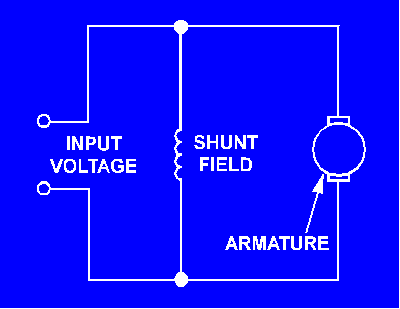 INPUT
VOLTAGE
SHUNT
FIELD
ARMATURE